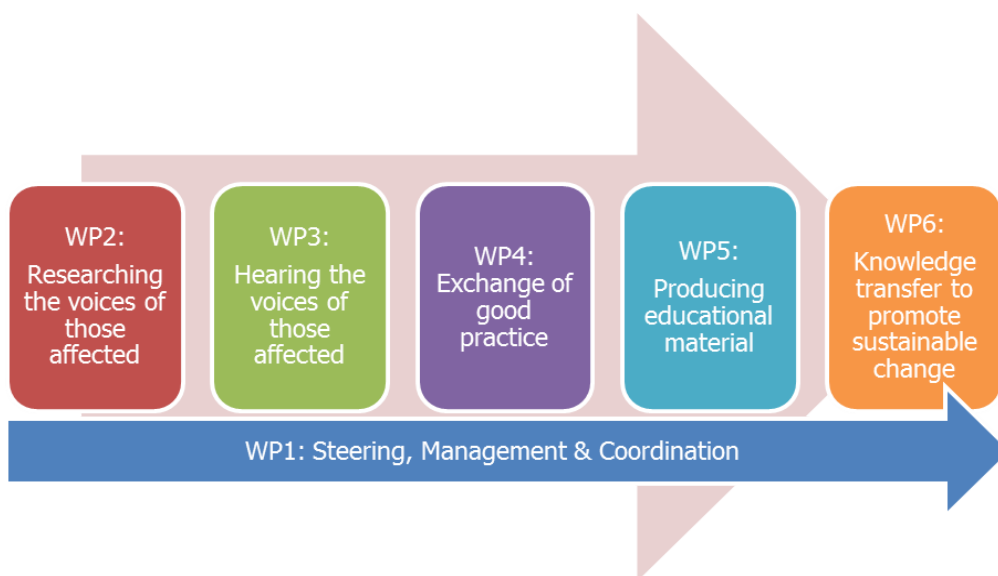 WP2:
Researching
the voices of
those
affected
WP3:
Hearing the
voices of
those
affected
WP4:
Exchange of
good
practice
WP5:
Producing
educational
material
WP6:
Knowledge
transfer to
promote
sustainable
change
WP1: Steering, Management & Coordination